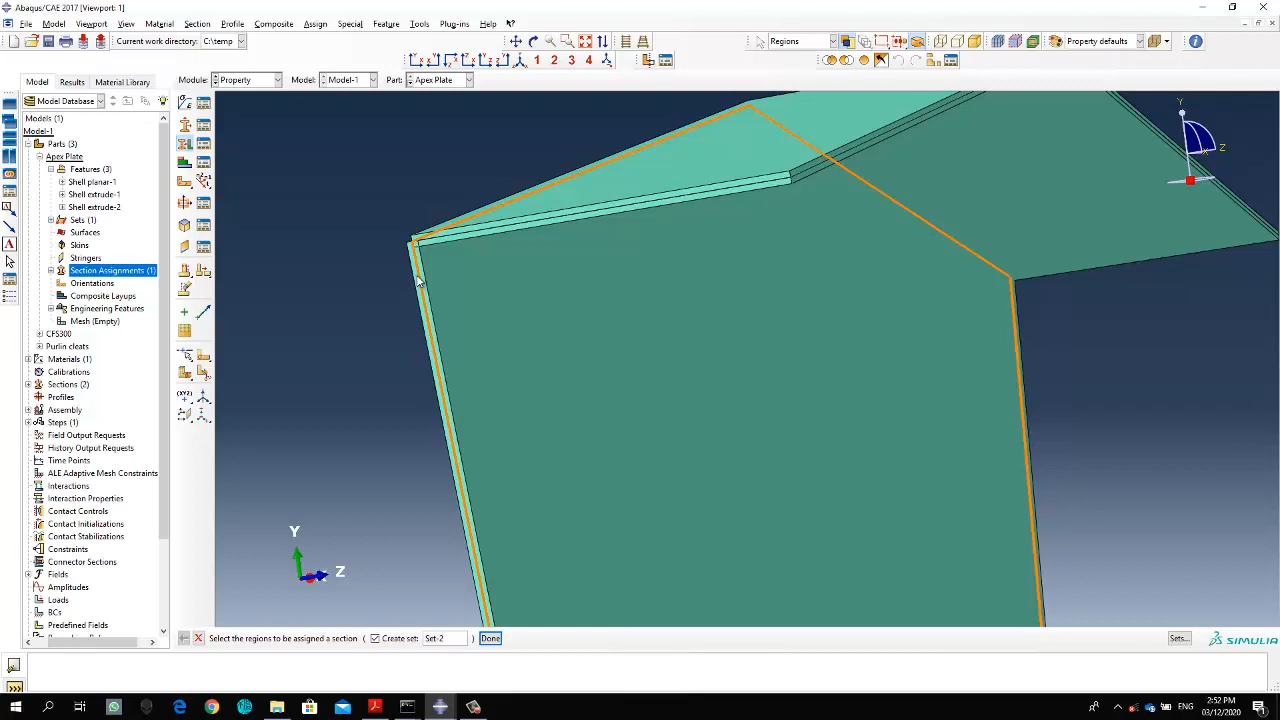 Abaqus/CAE 2017 [Viewport: 1]
File Model Viewport View Material Section Profile Composite Assign Special Feature Tools Plug-ins Help
Current work directory: C:\temp Regions Property defaults
1 2 3 4
Model Results Material Library Module: Property Model: Model-1 Part: Apex Plate
Model Database
Models (1)
Model-1
Parts (3)
Apex Plate
Features (3)
Shell planar-1
Shell extrude-1
Shell extrude-2
Sets (1)
Surfaces
Skins
Stringers
Section Assignments (1)
Orientations
Composite Layups
Engineering Features
Mesh (Empty)
CFS300
Purlin cleats
Materials (1)
Calibrations
Sections (2)
Profiles
Assembly
Steps (1)
Field Output Requests
History Output Requests
Time Points
ALE Adaptive Mesh Constraints
Interactions
Interaction Properties
Contact Controls
Contact Initializations
Contact Stabilizations
Constraints
Connector Sections
Fields
Amplitudes
Loads
BCs
Predefined Fields
Y
Z
Y
Z
Select the regions to be assigned a section ( Create set: Set-2 ) Done
SIMULIA
ENG
2:52 PM
03/12/2020